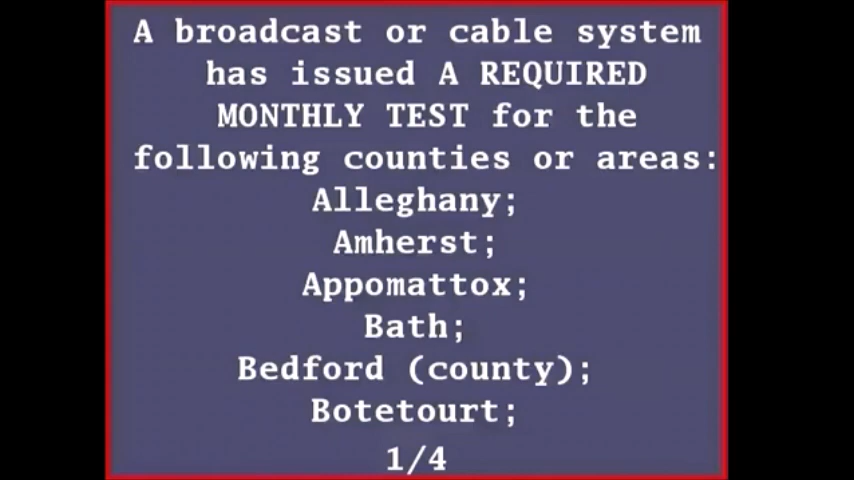 A broadcast or cable system
has issued A REQUIRED
MONTHLY TEST for the
following counties or areas:
Alleghany;
Amherst;
Appomattox;
Bath;
Bedford (county);
Botetourt;
1/4